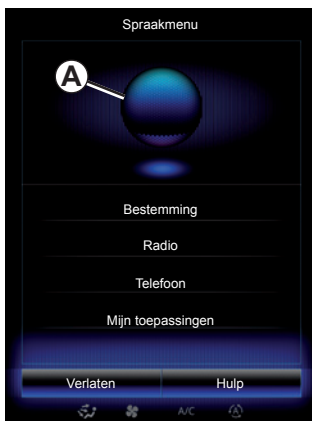 Spraakmenu
A
Bestemming
Radio
Telefoon
Mijn toepassingen
Verlaten Hulp
A/C A